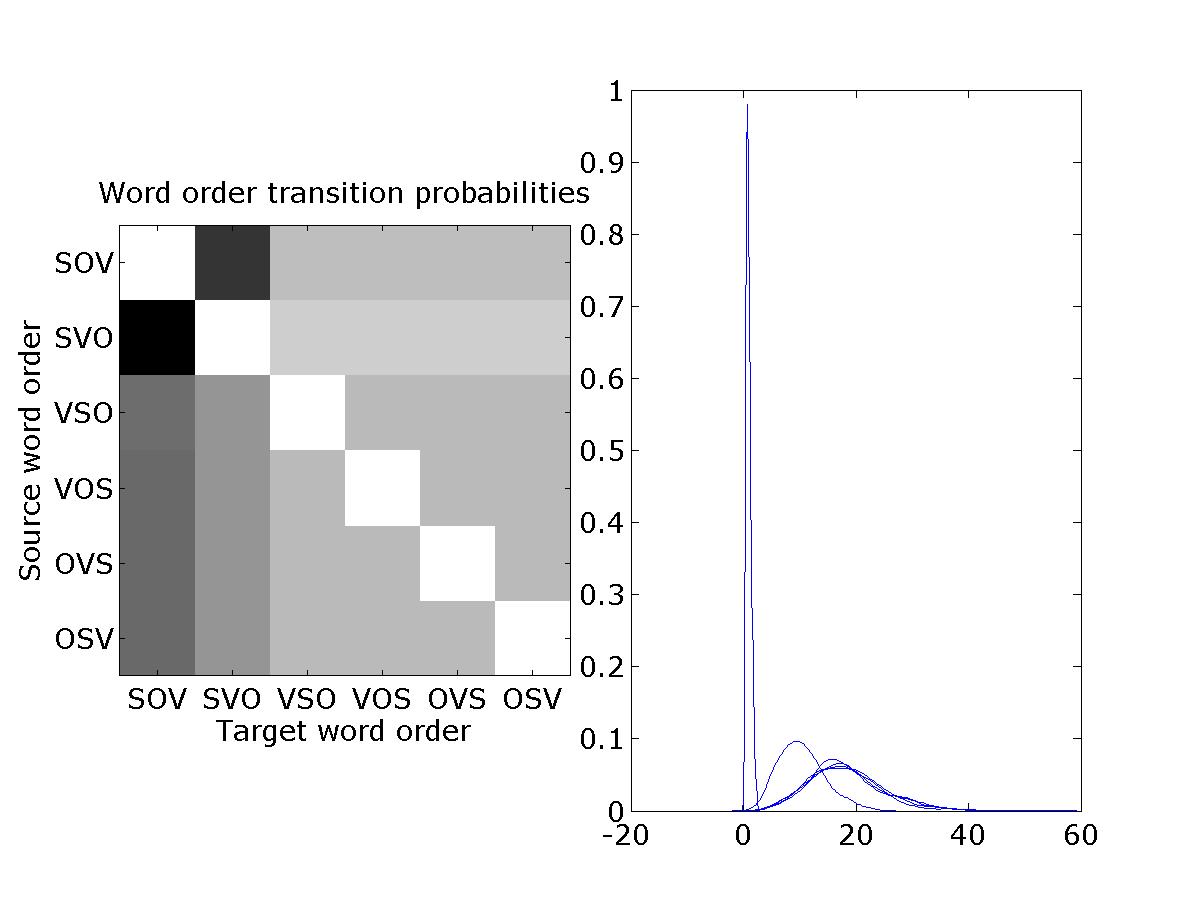 Word order transition probabilities
Source word order
SOV
SVO
VSO
VOS
OVS
OSV
SOV SVO VSO VOS OVS OSV
Target word order
1
0.9
0.8
0.7
0.6
0.5
0.4
0.3
0.2
0.1
0
-20 0 20 40 60